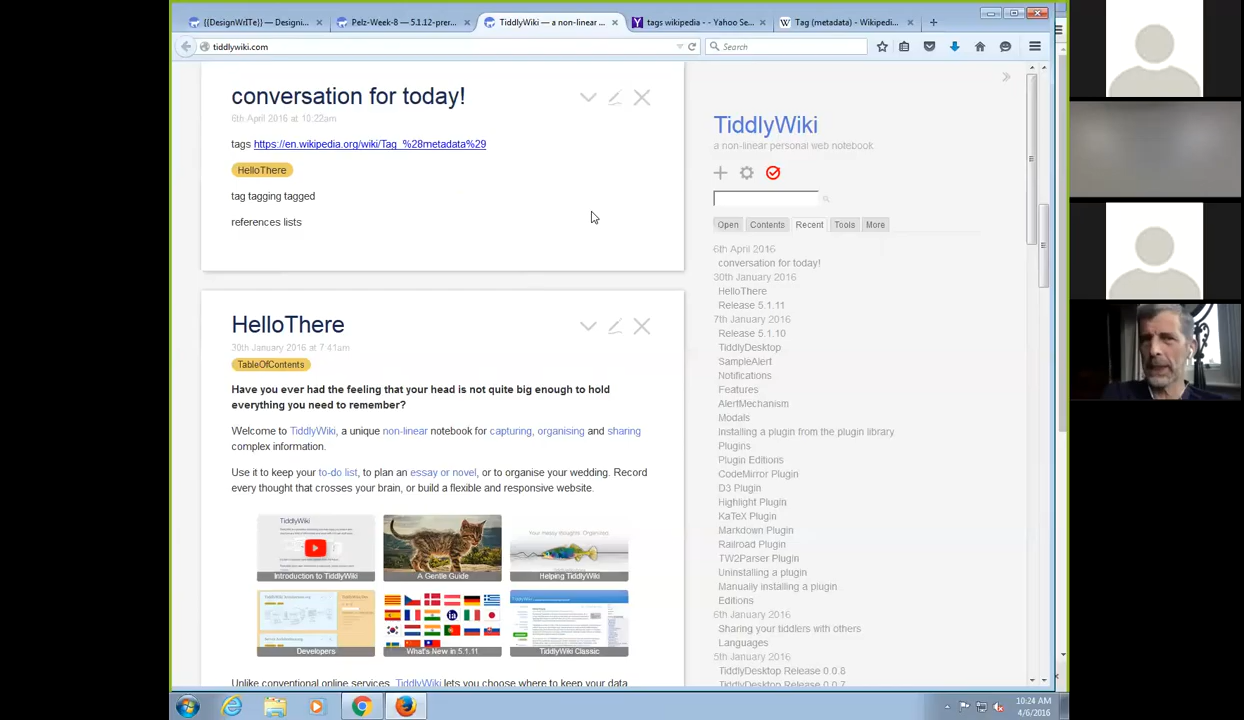 {{DesignWrITe}} — Designi...
Pelz-Week-8 — 5.1.12-prer...
TiddlyWiki — a non-linear ...
tags wikipedia - - Yahoo Se...
Tag (metadata) - Wikipedi...
tiddlywiki.com
Search
conversation for today!
6th April 2016 at 10:22am
tags https://en.wikipedia.org/wiki/Tag_%28metadata%29
HelloThere
tag tagging tagged
references lists
HelloThere
30th January 2016 at 7:41am
TableOfContents
Have you ever had the feeling that your head is not quite big enough to hold
everything you need to remember?
Welcome to TiddlyWiki, a unique non-linear notebook for capturing, organising and sharing
complex information.
Use it to keep your to-do list, to plan an essay or novel, or to organise your wedding. Record
every thought that crosses your brain, or build a flexible and responsive website.
TiddlyWiki
Your messy thoughts. Organized.
Introduction to TiddlyWiki
A Gentle Guide
Helping TiddlyWiki
Developers
What's New in 5.1.11
TiddlyWiki Classic
Unlike conventional online services, TiddlyWiki lets you choose where to keep your data
TiddlyWiki
a non-linear personal web notebook
Open
Contents
Recent
Tools
More
6th April 2016
conversation for today!
30th January 2016
HelloThere
Release 5.1.11
7th January 2016
Release 5.1.10
TiddlyDesktop
SampleAlert
Notifications
Features
AlertMechanism
Modals
Installing a plugin from the plugin library
Plugins
Plugin Editions
CodeMirror Plugin
D3 Plugin
Highlight Plugin
KaTeX Plugin
Markdown Plugin
Railroad Plugin
TW2Parser Plugin
Uninstalling a plugin
Manually installing a plugin
Editions
6th January 2016
Sharing your tiddlers with others
Languages
5th January 2016
TiddlyDesktop Release 0.0.8
TiddlyDesktop Release 0.0.7
10:24 AM
4/6/2016